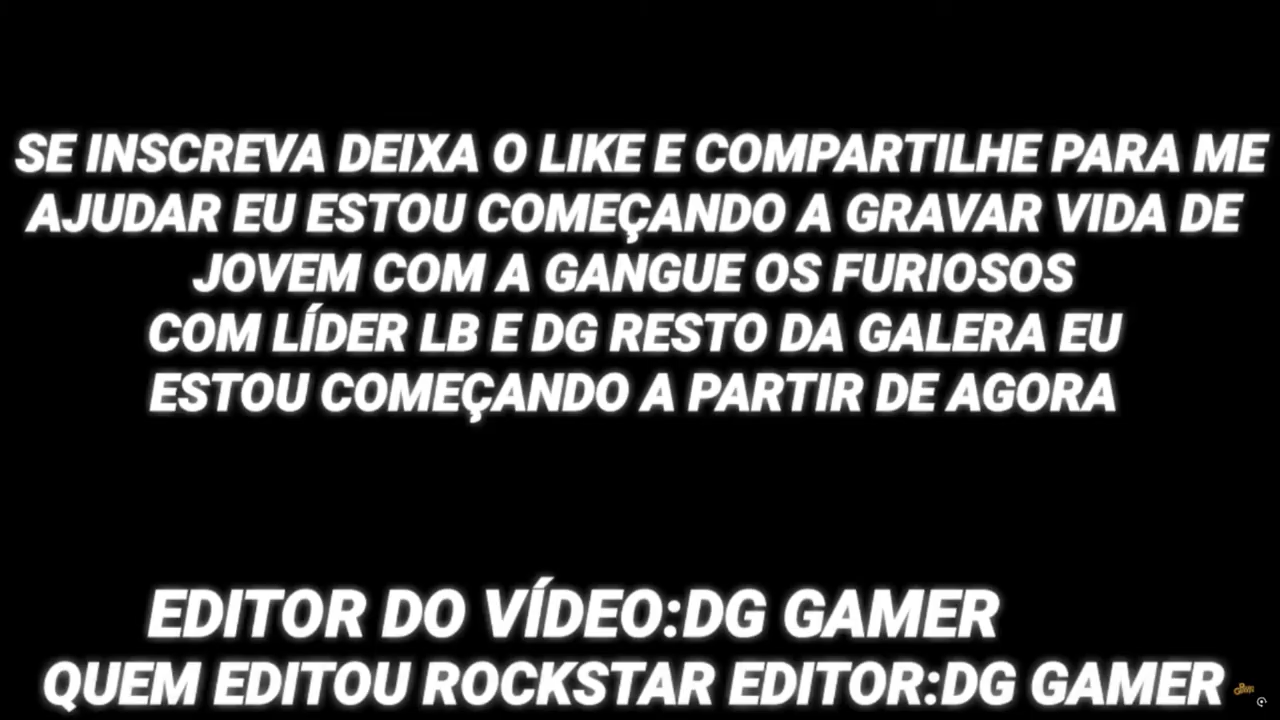 SE INSCREVA DEIXA O LIKE E COMPARTILHE PARA ME
AJUDAR EU ESTOU COMEÇANDO A GRAVAR VIDA DE
JOVEM COM A GANGUE OS FURIOSOS
COM LÍDER LB E DG RESTO DA GALERA EU
ESTOU COMEÇANDO A PARTIR DE AGORA
EDITOR DO VÍDEO:DG GAMER
QUEM EDITOU ROCKSTAR EDITOR:DG GAMER